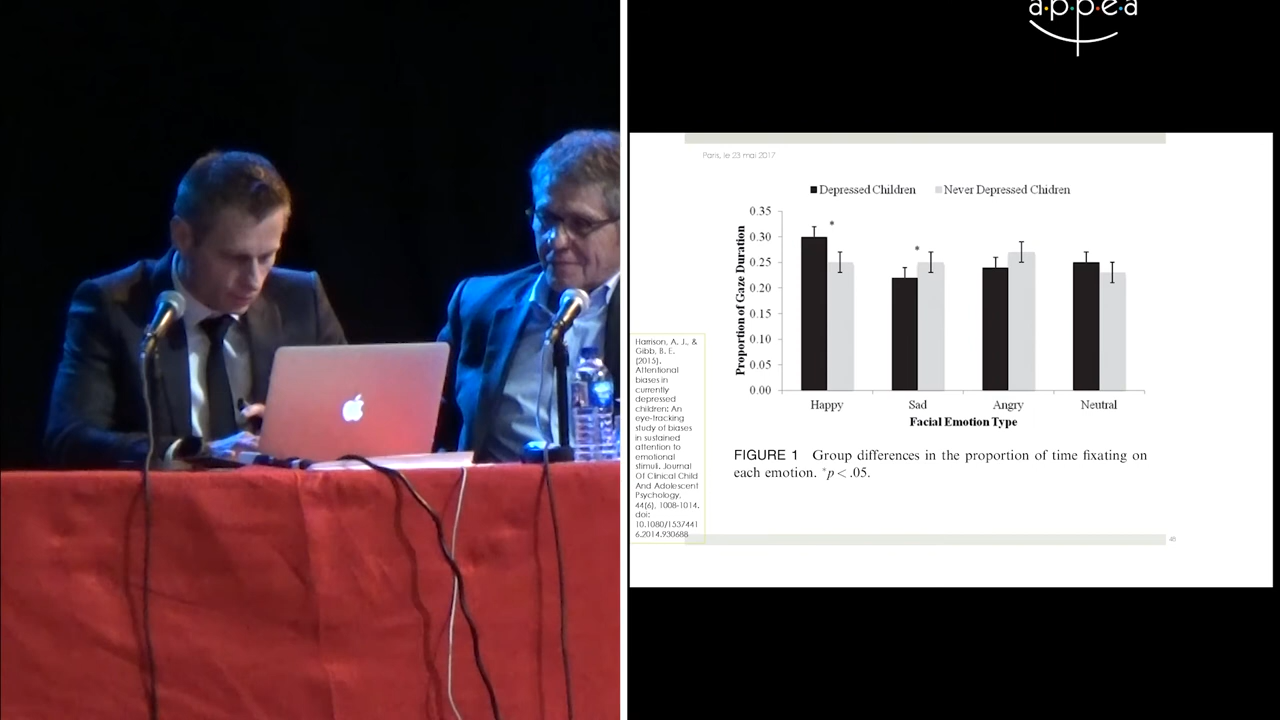 appea
Paris, le 23 mai 2017
Depressed Children
Never Depressed Chidren
0.35
0.30
0.25
0.20
0.15
0.10
0.05
0.00
Proportion of Gaze Duration
*
*
Happy
Sad
Angry
Neutral
Facial Emotion Type
FIGURE 1 Group differences in the proportion of time fixating on
each emotion. *p < .05.
Harrison, A. J., &
Gibb, B. E.
(2015).
Attentional
biases in
currently
depressed
children: An
eye-tracking
study of biases
in sustained
attention to
emotional
stimuli. Journal
Of Clinical Child
And Adolescent
Psychology,
44(6), 1008-1014.
doi:
10.1080/1537441
6.2014.930688
48